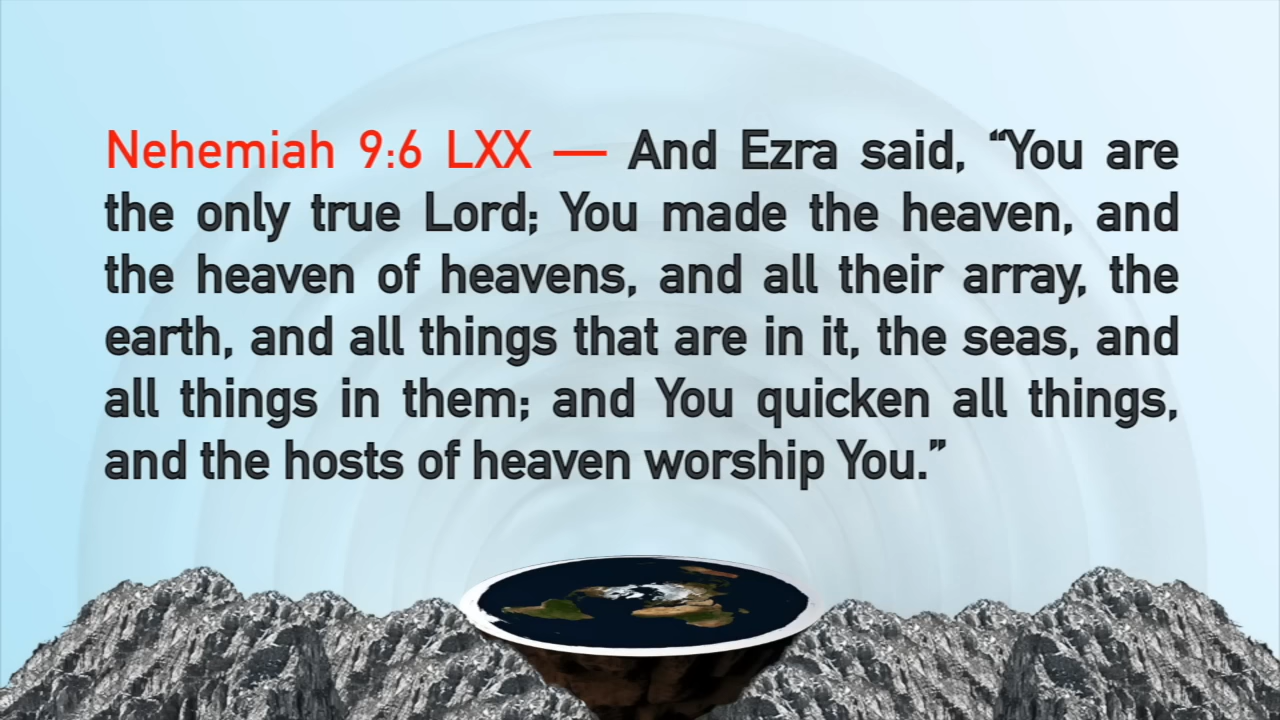 Nehemiah 9:6 LXX — And Ezra said, “You are
the only true Lord; You made the heaven, and
the heaven of heavens, and all their array, the
earth, and all things that are in it, the seas, and
all things in them; and You quicken all things,
and the hosts of heaven worship You.”